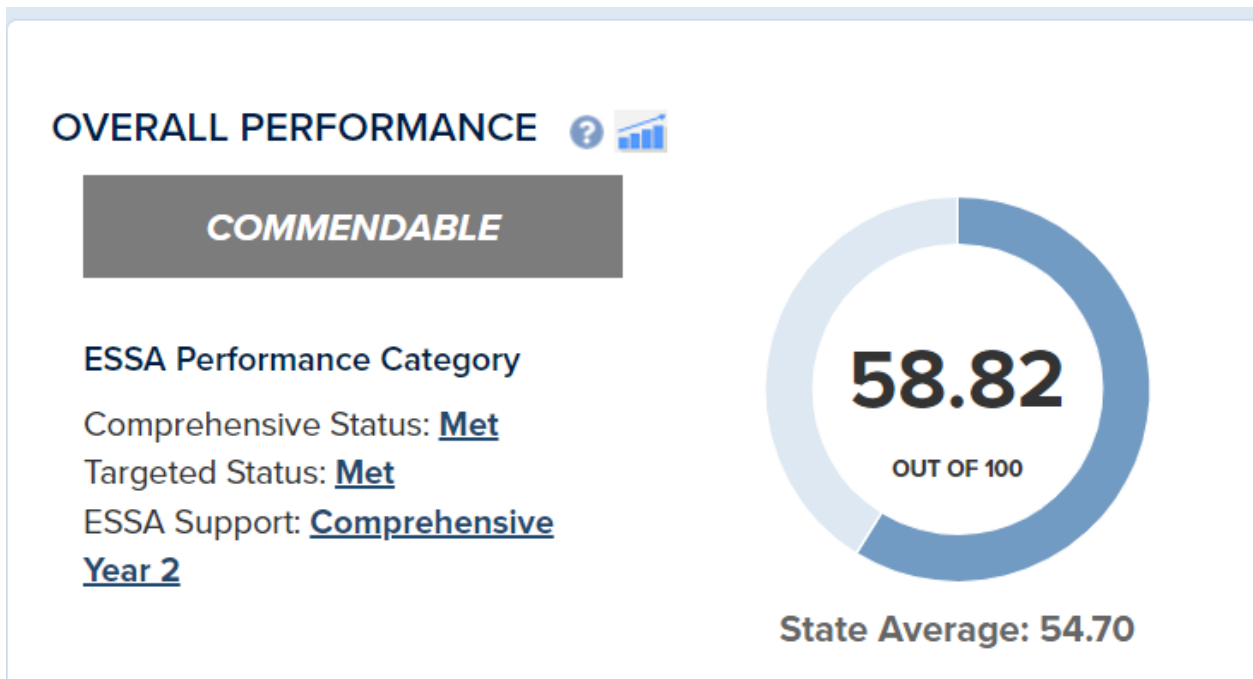 OVERALL PERFORMANCE ?
COMMENDABLE
ESSA Performance Category
Comprehensive Status: Met
Targeted Status: Met
ESSA Support: Comprehensive
Year 2
58.82
OUT OF 100
State Average: 54.70